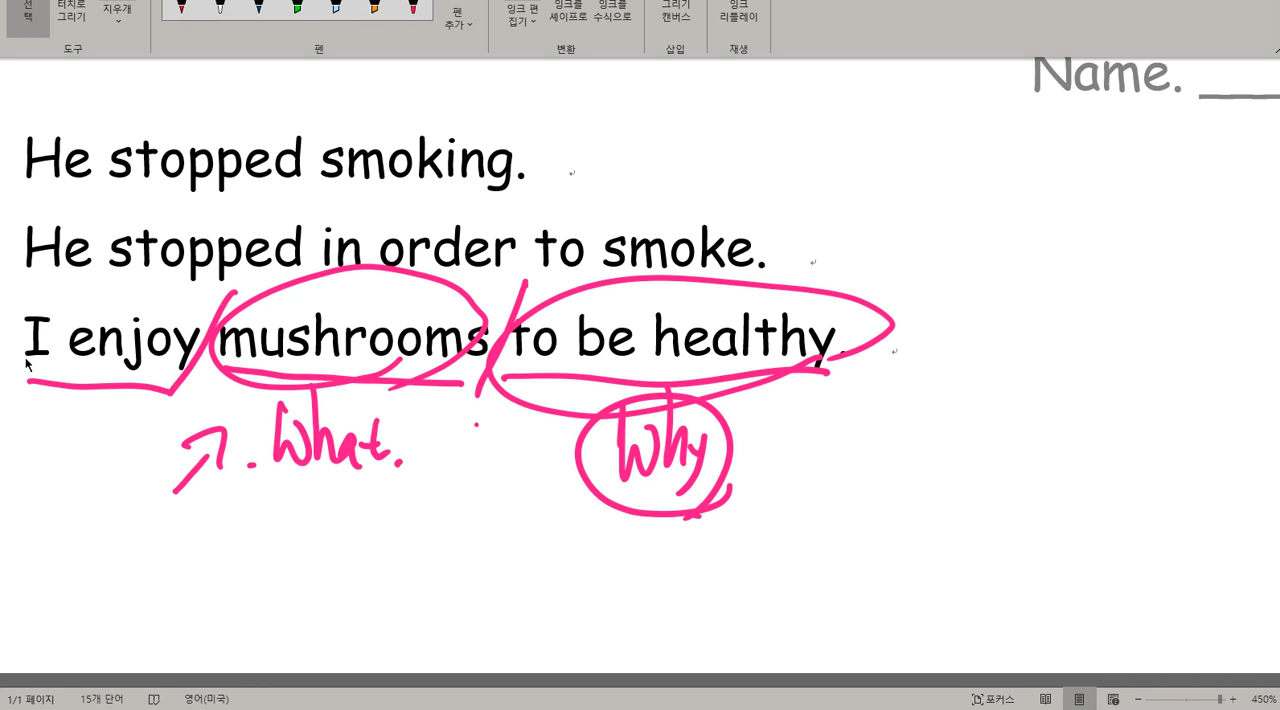 선택
터치로 그리기
지우개
도구
펜
펜 추가
잉크 편집기
잉크를 셰이프로
잉크를 수식으로
변환
그리기 캔버스
삽입
잉크 리플레이
재생
Name. ____
He stopped smoking.
He stopped in order to smoke.
I enjoy mushrooms to be healthy.
What.
Why
1/1 페이지
15개 단어
영어(미국)
포커스
450%